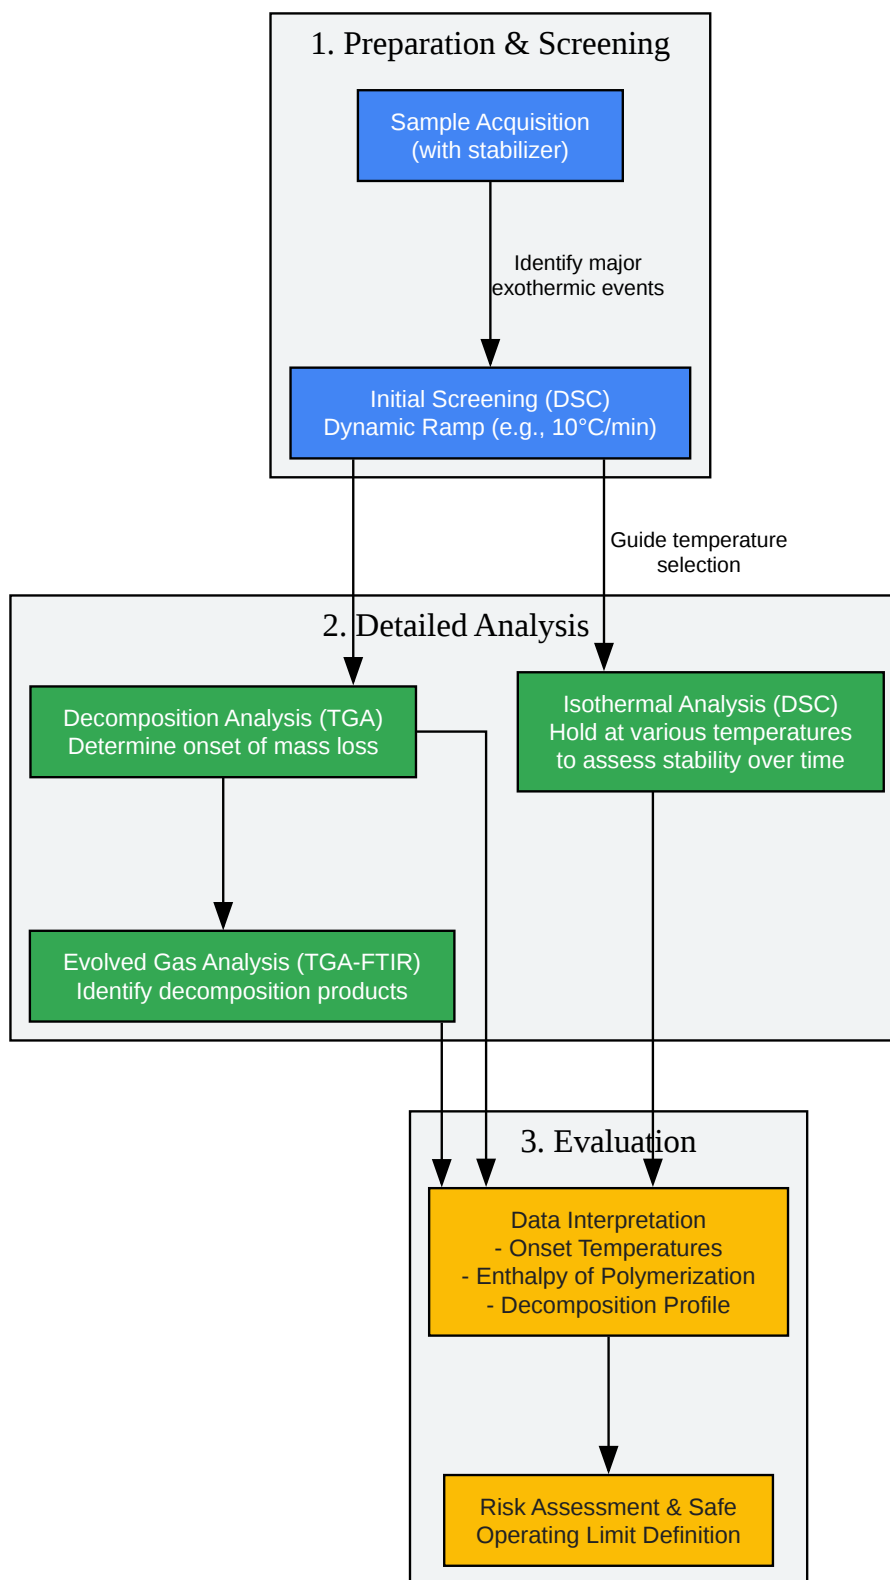 1. Preparation & Screening
Sample Acquisition
(with stabilizer)
Identify major
exothermic events
Initial Screening (DSC)
Dynamic Ramp (e.g., 10°C/min)
Guide temperature
selection
2. Detailed Analysis
Decomposition Analysis (TGA)
Determine onset of mass loss
Isothermal Analysis (DSC)
Hold at various temperatures
to assess stability over time
Evolved Gas Analysis (TGA-FTIR)
Identify decomposition products
3. Evaluation
Data Interpretation
- Onset Temperatures
- Enthalpy of Polymerization
- Decomposition Profile
Risk Assessment & Safe
Operating Limit Definition